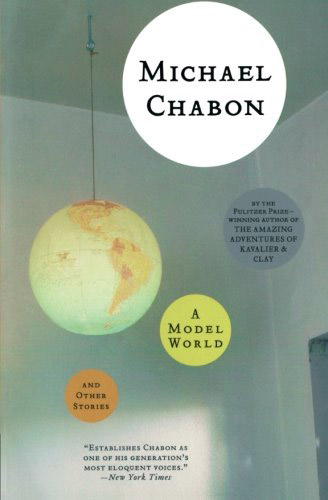 MICHAEL
CHABON
BY THE
PULITZER PRIZE–
WINNING AUTHOR OF
THE AMAZING
ADVENTURES OF
KAVALIER &
CLAY
A
MODEL
WORLD
AND
OTHER
STORIES
"ESTABLISHES CHABON AS
ONE OF HIS GENERATION'S
MOST ELOQUENT VOICES."
—New York Times